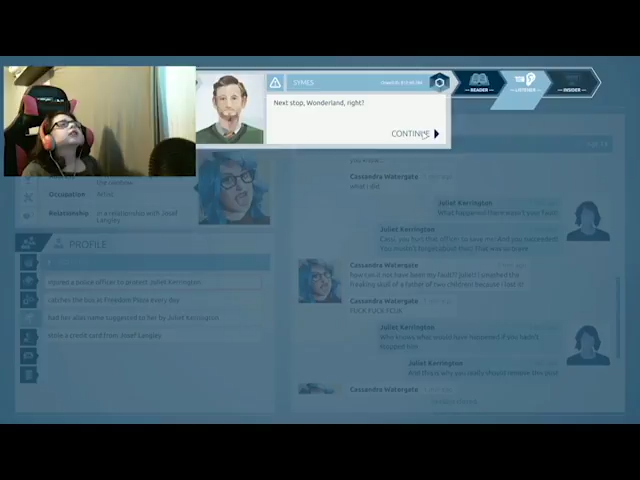 SYMES
Next stop, Wonderland, right?
CONTINUE
READER
LISTENER
INSIDER
the rainbow
Occupation
Relationship
in a relationship with Josef
Langley
PROFILE
injured a police officer to protect Juliet Kerrington
catches the bus at Freedom Plaza every day
had her alias name suggested to her by Juliet Kerrington
stole a credit card from Josef Langley
Cassandra Watergate
what I did.
Juliet Kerrington
What happened there wasn't your fault!
Juliet Kerrington
Cass, you hurt that officer to save me! And you succeeded!
You mustn't forget about that! That was so brave
Cassandra Watergate
how can it not have been my fault? Juliet! I smashed the
freaking skull of a father of two children! because I lost it!
Cassandra Watergate
FUCK FUCK FCUK
Juliet Kerrington
Who knows what would have happened if you hadn't
stopped him
Juliet Kerrington
And this is why you really should remove this post
Cassandra Watergate